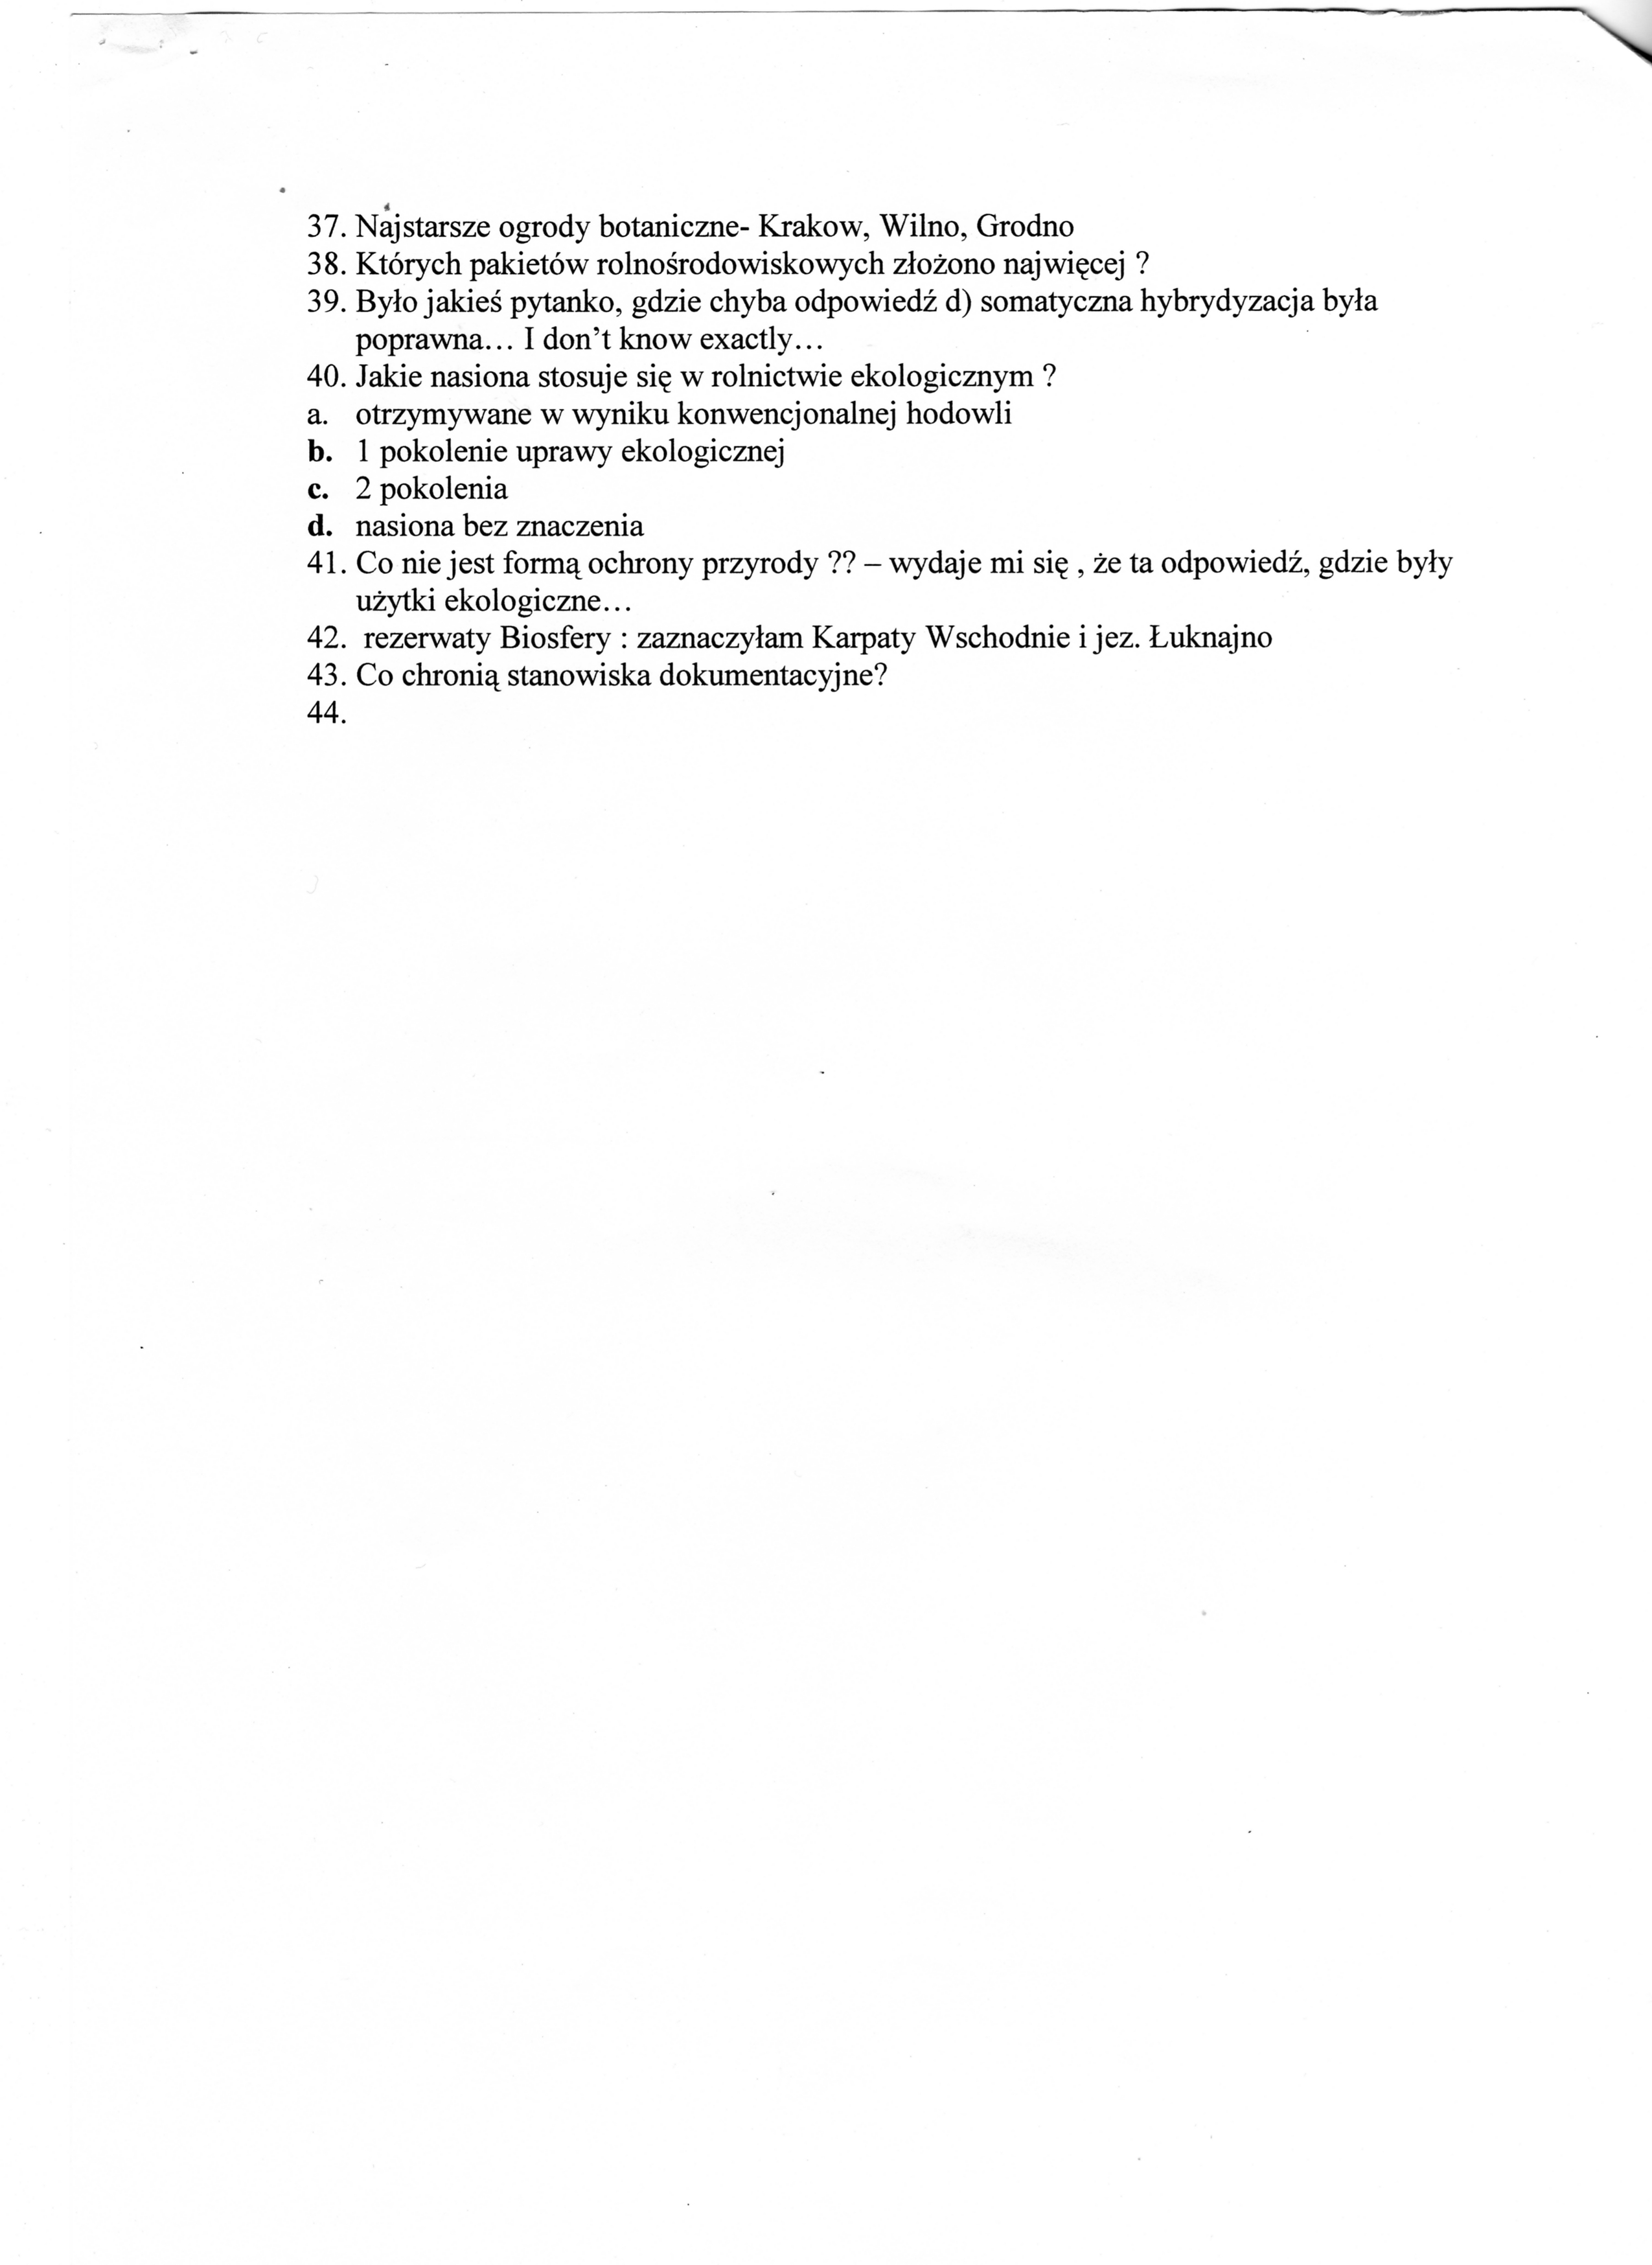 37. Najstarsze ogrody botaniczne- Krakow, Wilno, Grodno
38. Których pakietów rolnośrodowiskowych złożono najwięcej ?
39. Było jakieś pytanko, gdzie chyba odpowiedź d) somatyczna hybrydyzacja była
poprawna… I don’t know exactly…
40. Jakie nasiona stosuje się w rolnictwie ekologicznym ?
a. otrzymywane w wyniku konwencjonalnej hodowli
b. 1 pokolenie uprawy ekologicznej
c. 2 pokolenia
d. nasiona bez znaczenia
41. Co nie jest formą ochrony przyrody ?? – wydaje mi się , że ta odpowiedź, gdzie były
użytki ekologiczne…
42. rezerwaty Biosfery : zaznaczyłam Karpaty Wschodnie i jez. Łuknajno
43. Co chronią stanowiska dokumentacyjne?
44.